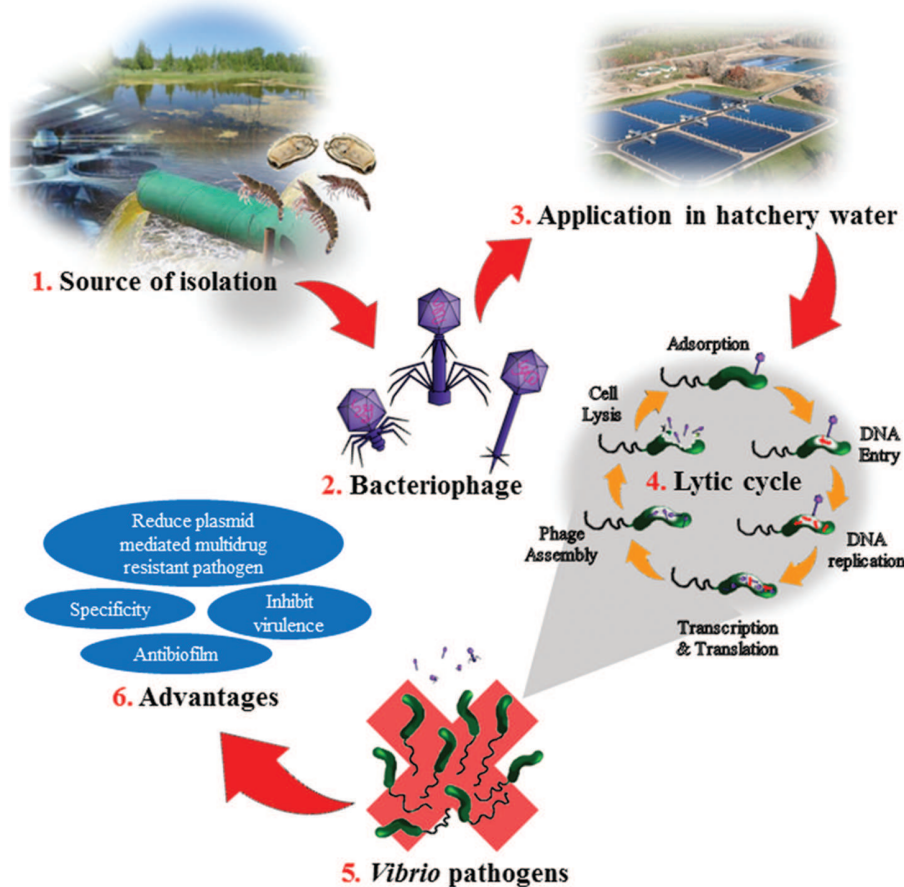 1. Source of isolation
2. Bacteriophage
3. Application in hatchery water
4. Lytic cycle
Adsorption
DNA
Entry
DNA
replication
Transcription
& Translation
Phage
Assembly
Cell
Lysis
5. Vibrio pathogens
6. Advantages
Reduce plasmid
mediated multidrug
resistant pathogen
Specificity
Inhibit
virulence
Antibiofilm